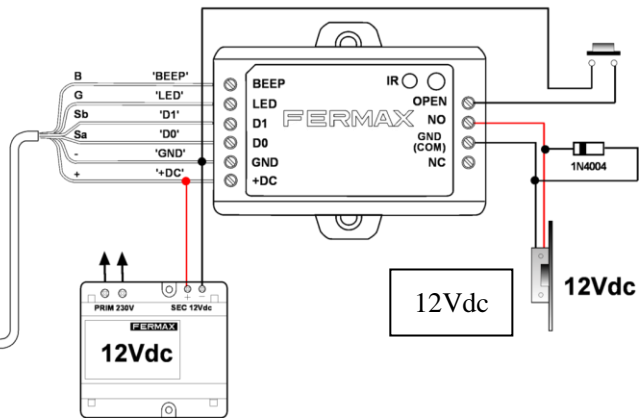 B 'BEEP'
G 'LED'
Sb 'D1'
Sa 'D0'
- 'GND'
+ '+DC'
BEEP
LED
D1
D0
GND
+DC
FERMAX
IR
OPEN
NO
GND
(COM)
NC
1N4004
12Vdc
12Vdc
+ -
PRIM 230V SEC 12Vdc
FERMAX
12Vdc